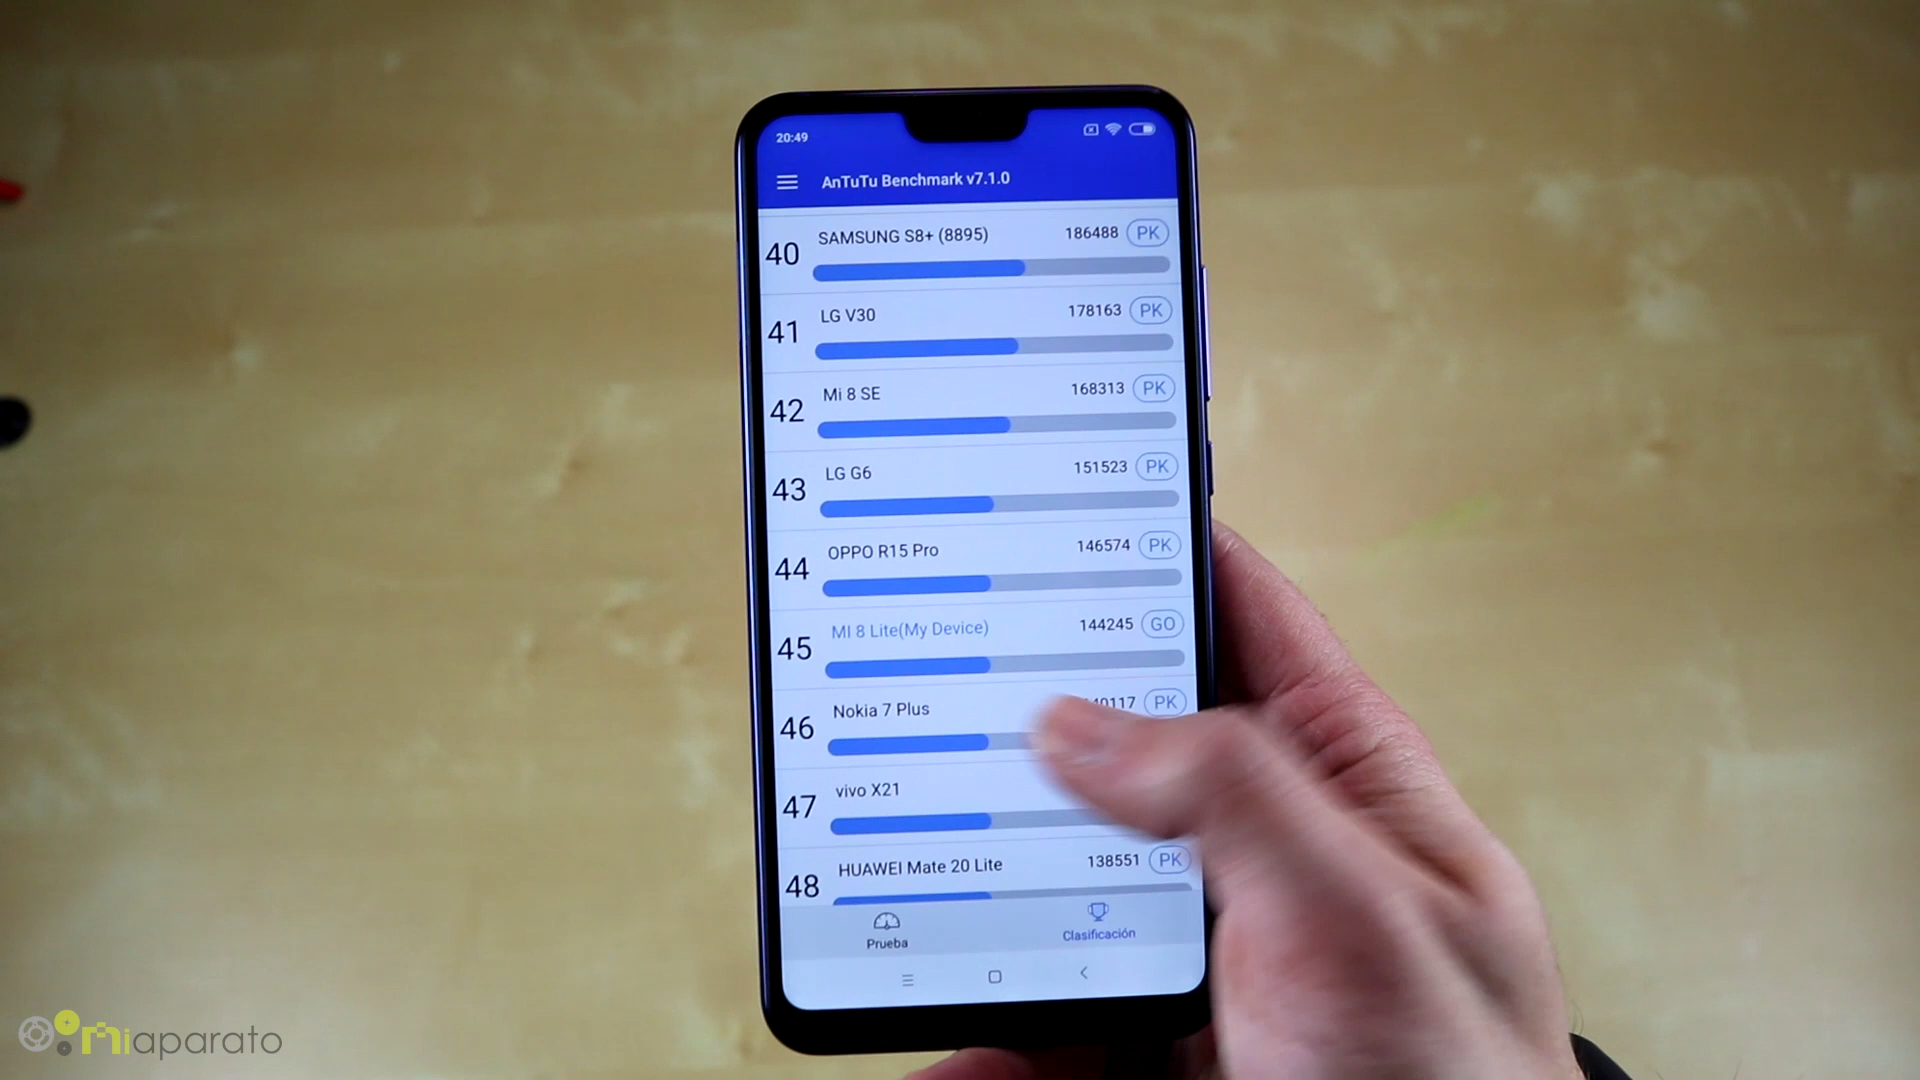 20:49
AnTuTu Benchmark v7.1.0
40 SAMSUNG S8+ (8895) 186488 PK
41 LG V30 178163 PK
42 Mi 8 SE 168313 PK
43 LG G6 151523 PK
44 OPPO R15 Pro 146574 PK
45 MI 8 Lite(My Device) 144245 GO
46 Nokia 7 Plus PK
47 vivo X21
48 HUAWEI Mate 20 Lite 138551 PK
Prueba Clasificación
miaparato